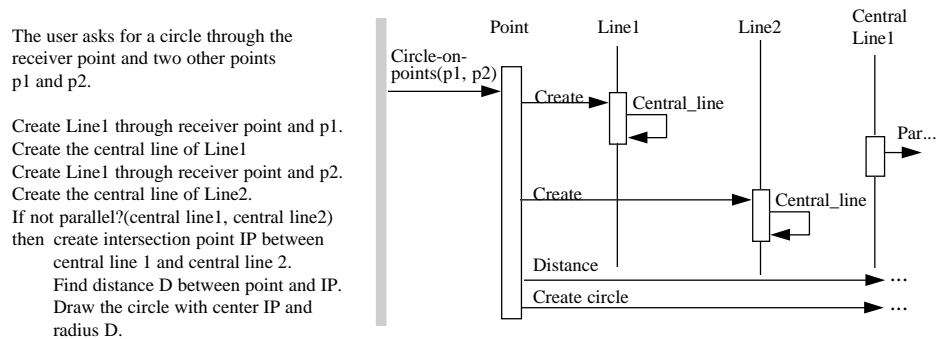 The user asks for a circle through the
receiver point and two other points
p1 and p2.
Create Line1 through receiver point and p1.
Create the central line of Line1
Create Line1 through receiver point and p2.
Create the central line of Line2.
If not parallel?(central line1, central line2)
then create intersection point IP between
central line 1 and central line 2.
Find distance D between point and IP.
Draw the circle with center IP and
radius D.
Point
Line1
Line2
Central
Line1
Circle-on-
points(p1, p2)
Create
Central_line
Par...
Create
Central_line
Distance
...
Create circle
...